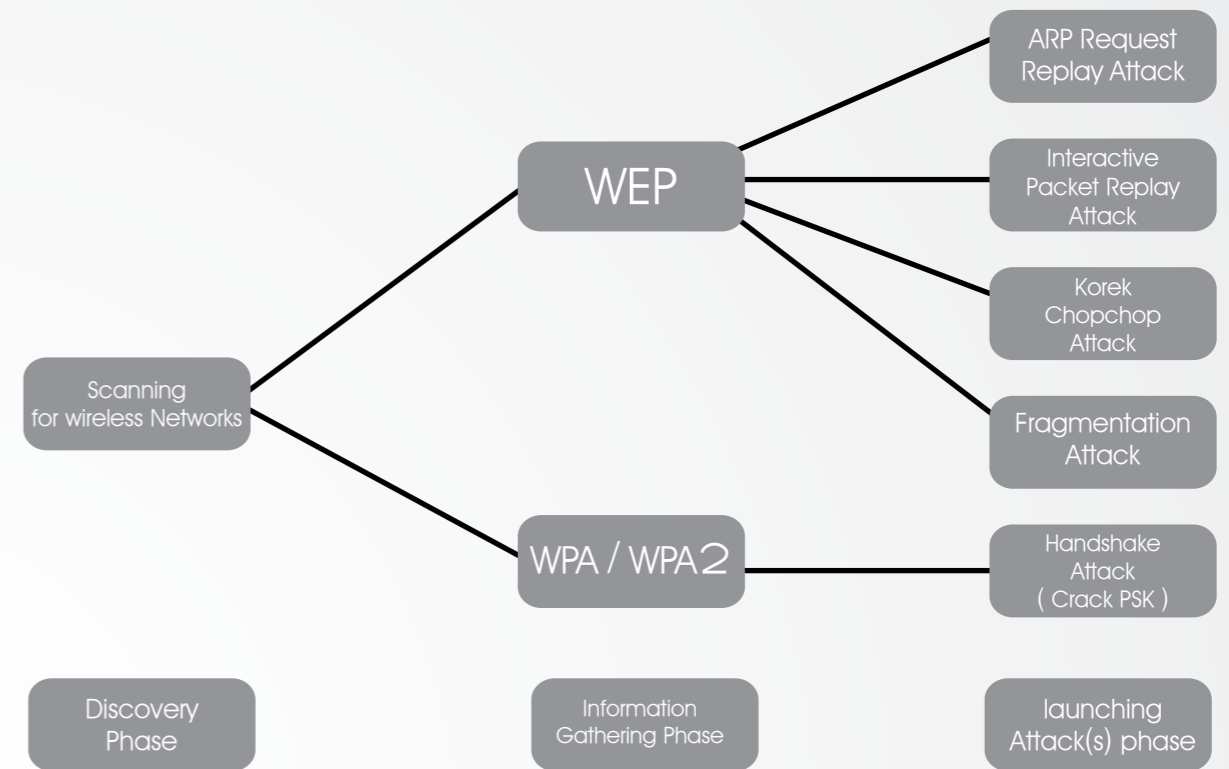 ARP Request
Replay Attack
WEP
Interactive
Packet Replay
Attack
Korek
Chopchop
Attack
Scanning
for wireless Networks
Fragmentation
Attack
WPA / WPA2
Handshake
Attack
( Crack PSK )
Discovery
Phase
Information
Gathering Phase
launching
Attack(s) phase